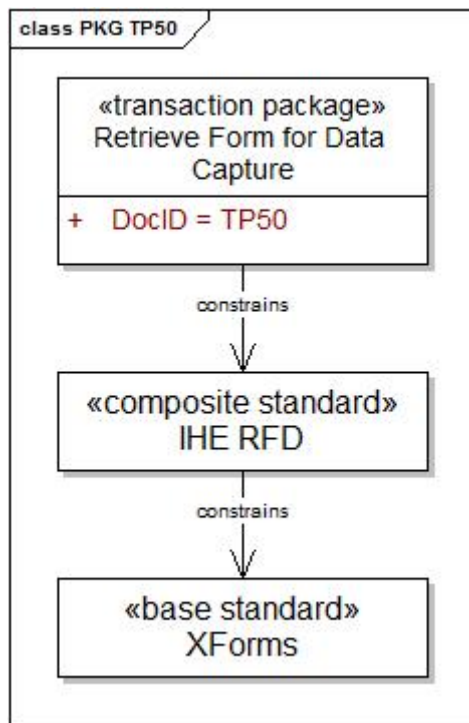 class PKG TP50
«transaction package»
Retrieve Form for Data
Capture
+ DocID = TP50
constrains
«composite standard»
IHE RFD
constrains
«base standard»
XForms